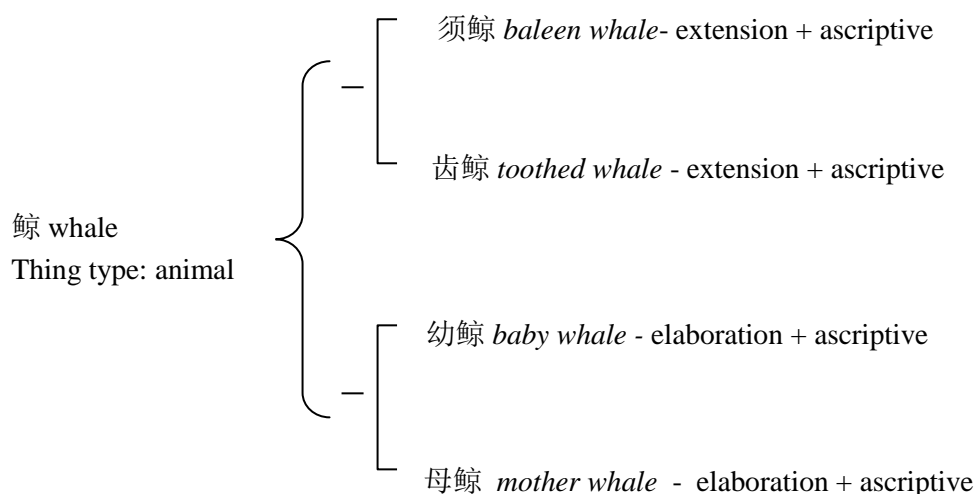 须鲸 baleen whale- extension + ascriptive
齿鲸 toothed whale - extension + ascriptive
鲸 whale
Thing type: animal
幼鲸 baby whale - elaboration + ascriptive
母鲸 mother whale - elaboration + ascriptive